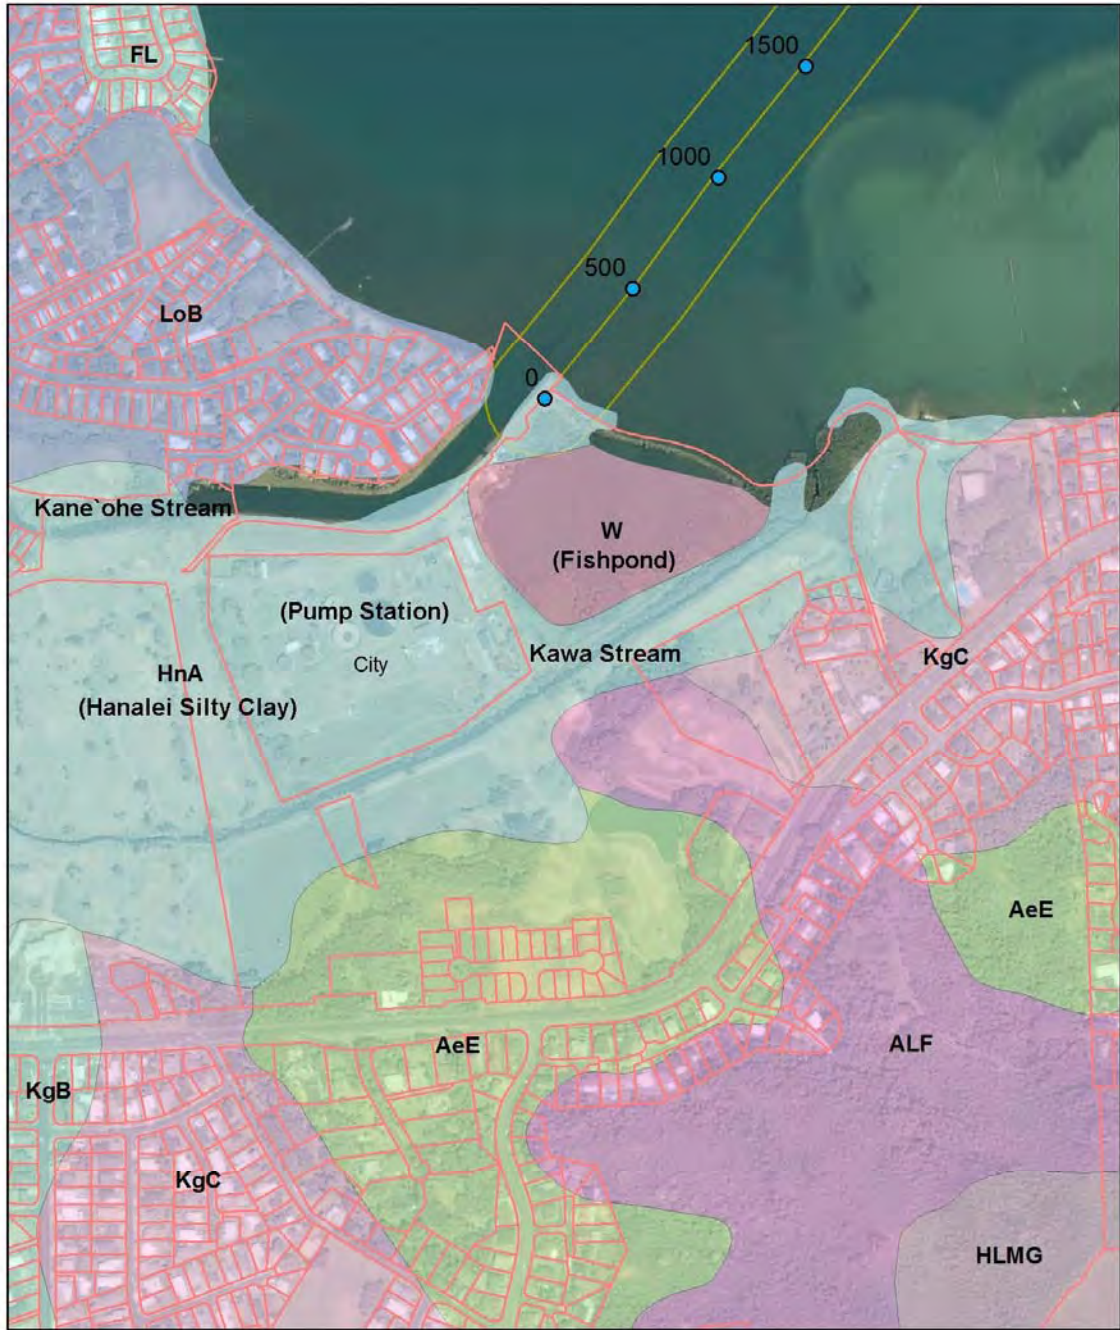 1500
FL
1000
500
LoB
0
Kane`ohe Stream
W
(Fishpond)
(Pump Station)
City
Kawa Stream
KgC
HnA
(Hanalei Silty Clay)
AeE
AeE
ALF
KgB
KgC
HLMG